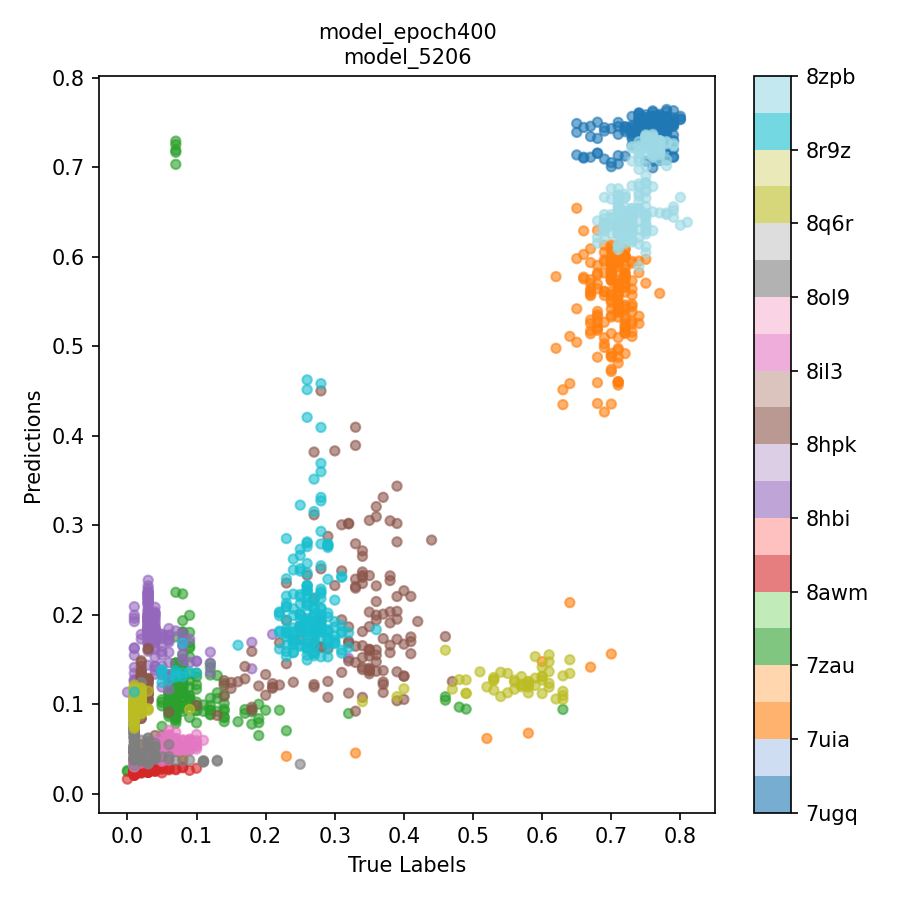 model_epoch400
model_5206
0.8
0.7
0.6
0.5
0.4
0.3
0.2
0.1
0.0
Predictions
0.0 0.1 0.2 0.3 0.4 0.5 0.6 0.7 0.8
True Labels
8zpb
8r9z
8q6r
8ol9
8il3
8hpk
8hbi
8awm
7zau
7uia
7ugq